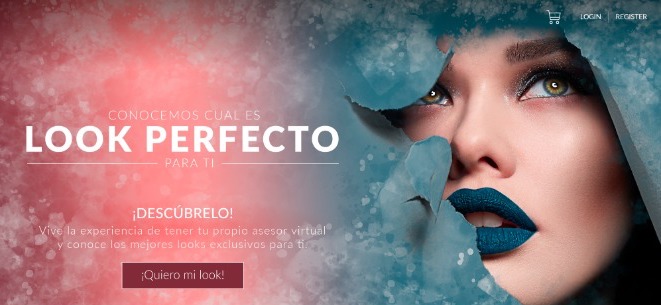 LOGIN | REGISTER
CONOCEMOS CUAL ES
LOOK PERFECTO
PARA TI
¡DESCÚBRELO!
Vive la experiencia de tener tu propio asesor virtual
y conoce los mejores looks exclusivos para ti.
¡Quiero mi look!